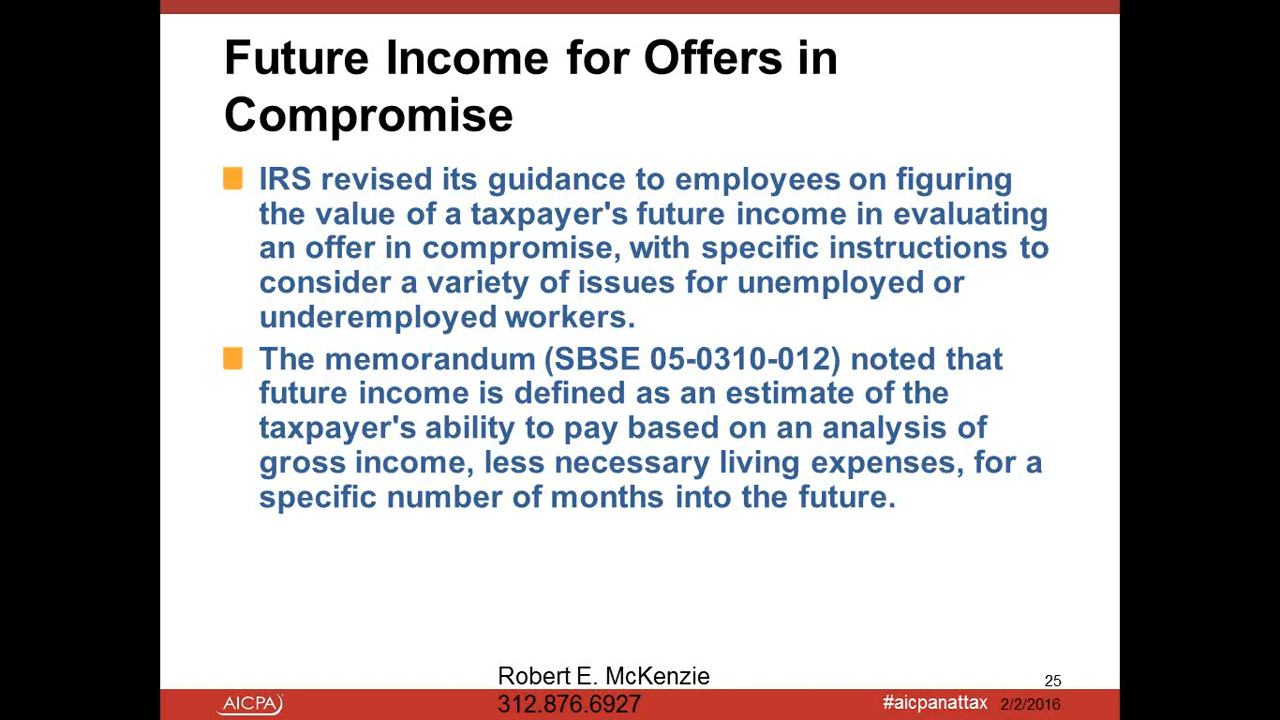 Future Income for Offers in
Compromise
IRS revised its guidance to employees on figuring
the value of a taxpayer's future income in evaluating
an offer in compromise, with specific instructions to
consider a variety of issues for unemployed or
underemployed workers.
The memorandum (SBSE 05-0310-012) noted that
future income is defined as an estimate of the
taxpayer's ability to pay based on an analysis of
gross income, less necessary living expenses, for a
specific number of months into the future.
Robert E. McKenzie
25
AICPA
312.876.6927
#aicpanattax
2/2/2016